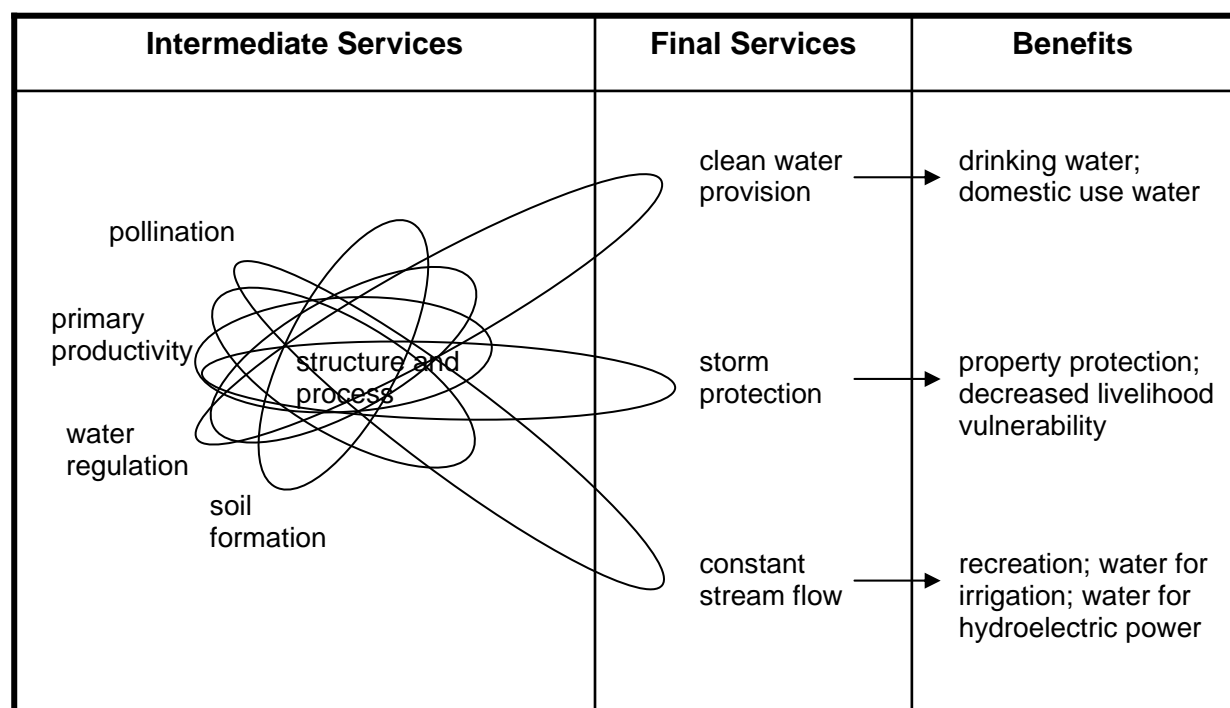 Intermediate Services
Final Services
Benefits
pollination
primary
productivity
water
regulation
soil
formation
structure and
process
clean water
provision
drinking water;
domestic use water
storm
protection
property protection;
decreased livelihood
vulnerability
constant
stream flow
recreation; water for
irrigation; water for
hydroelectric power